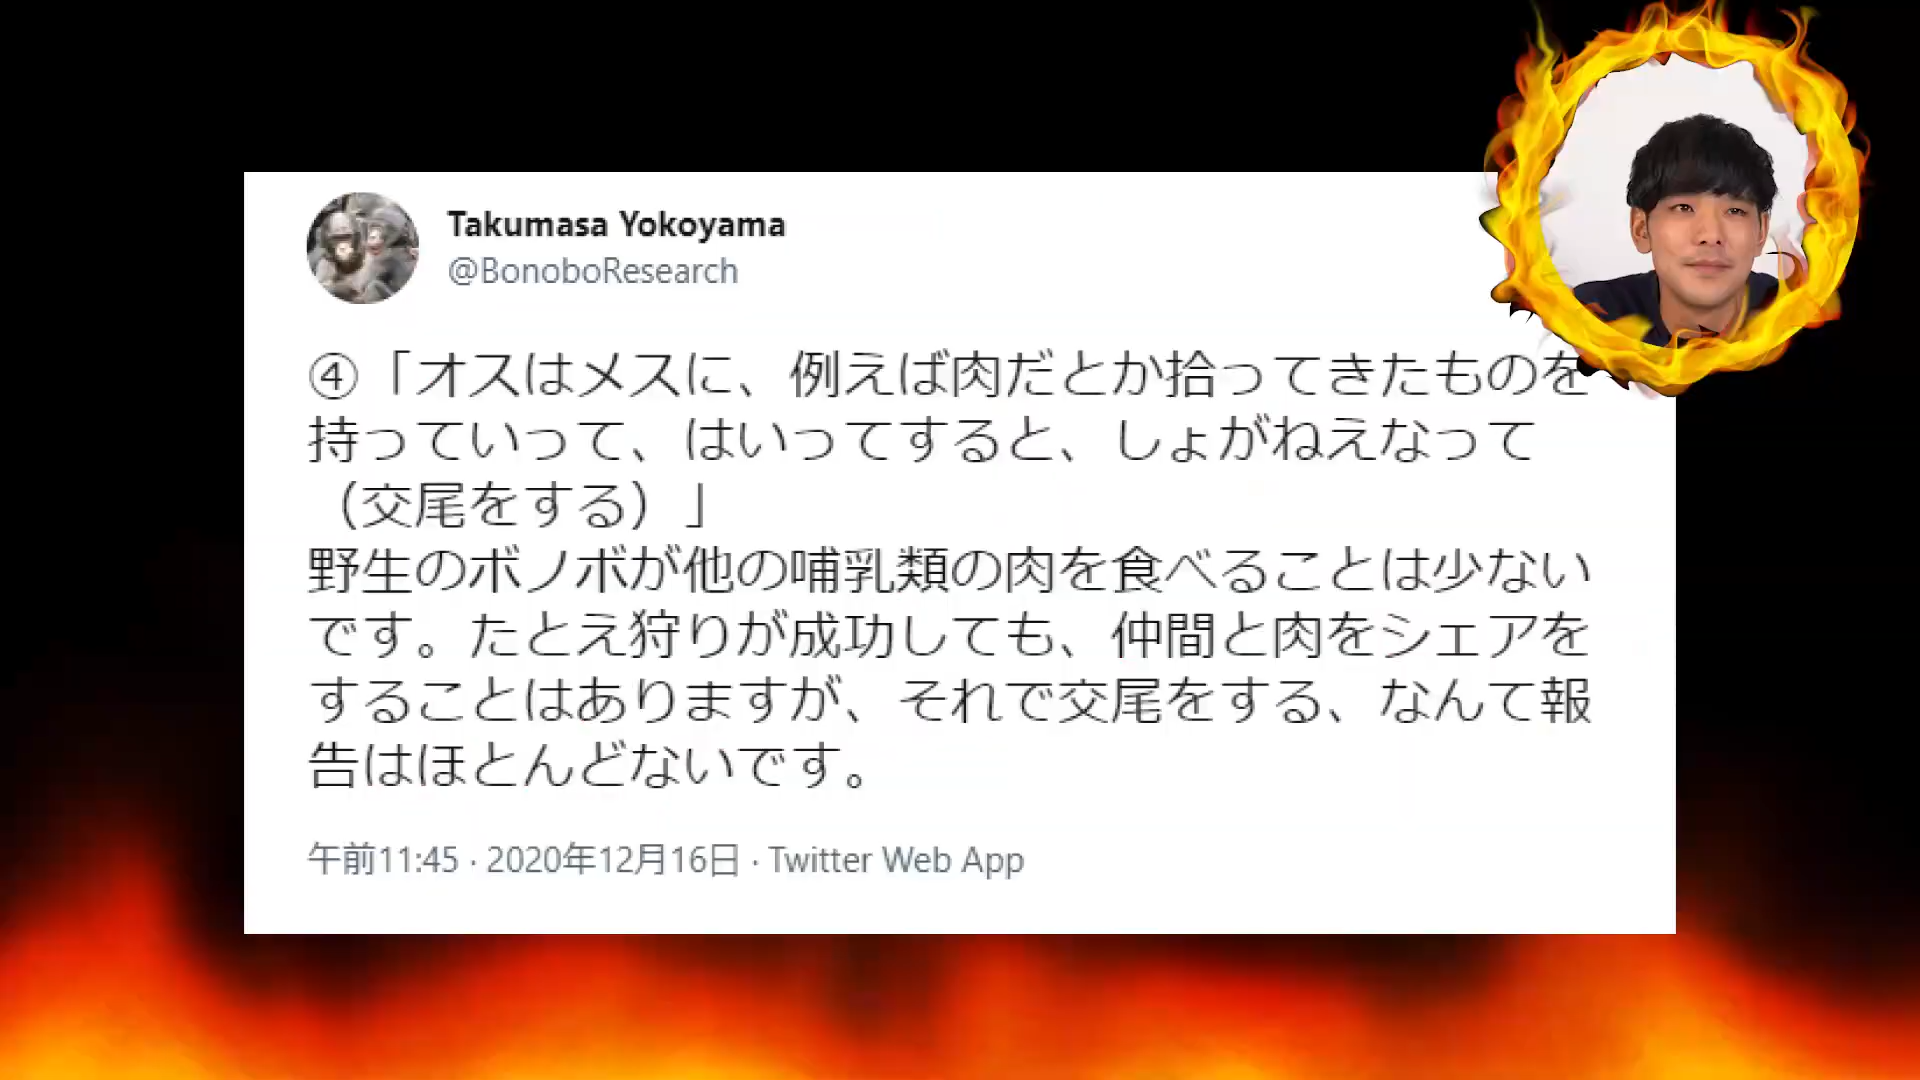 Takumasa Yokoyama
@BonoboResearch
④「オスはメスに、例えば肉だとか拾ってきたものを
持っていって、はいってすると、しょがねえなって
（交尾をする）」
野生のボノボが他の哺乳類の肉を食べることは少ない
です。たとえ狩りが成功しても、仲間と肉をシェアを
することはありますが、それで交尾をする、なんて報
告はほとんどないです。
午前11:45 · 2020年12月16日 · Twitter Web App